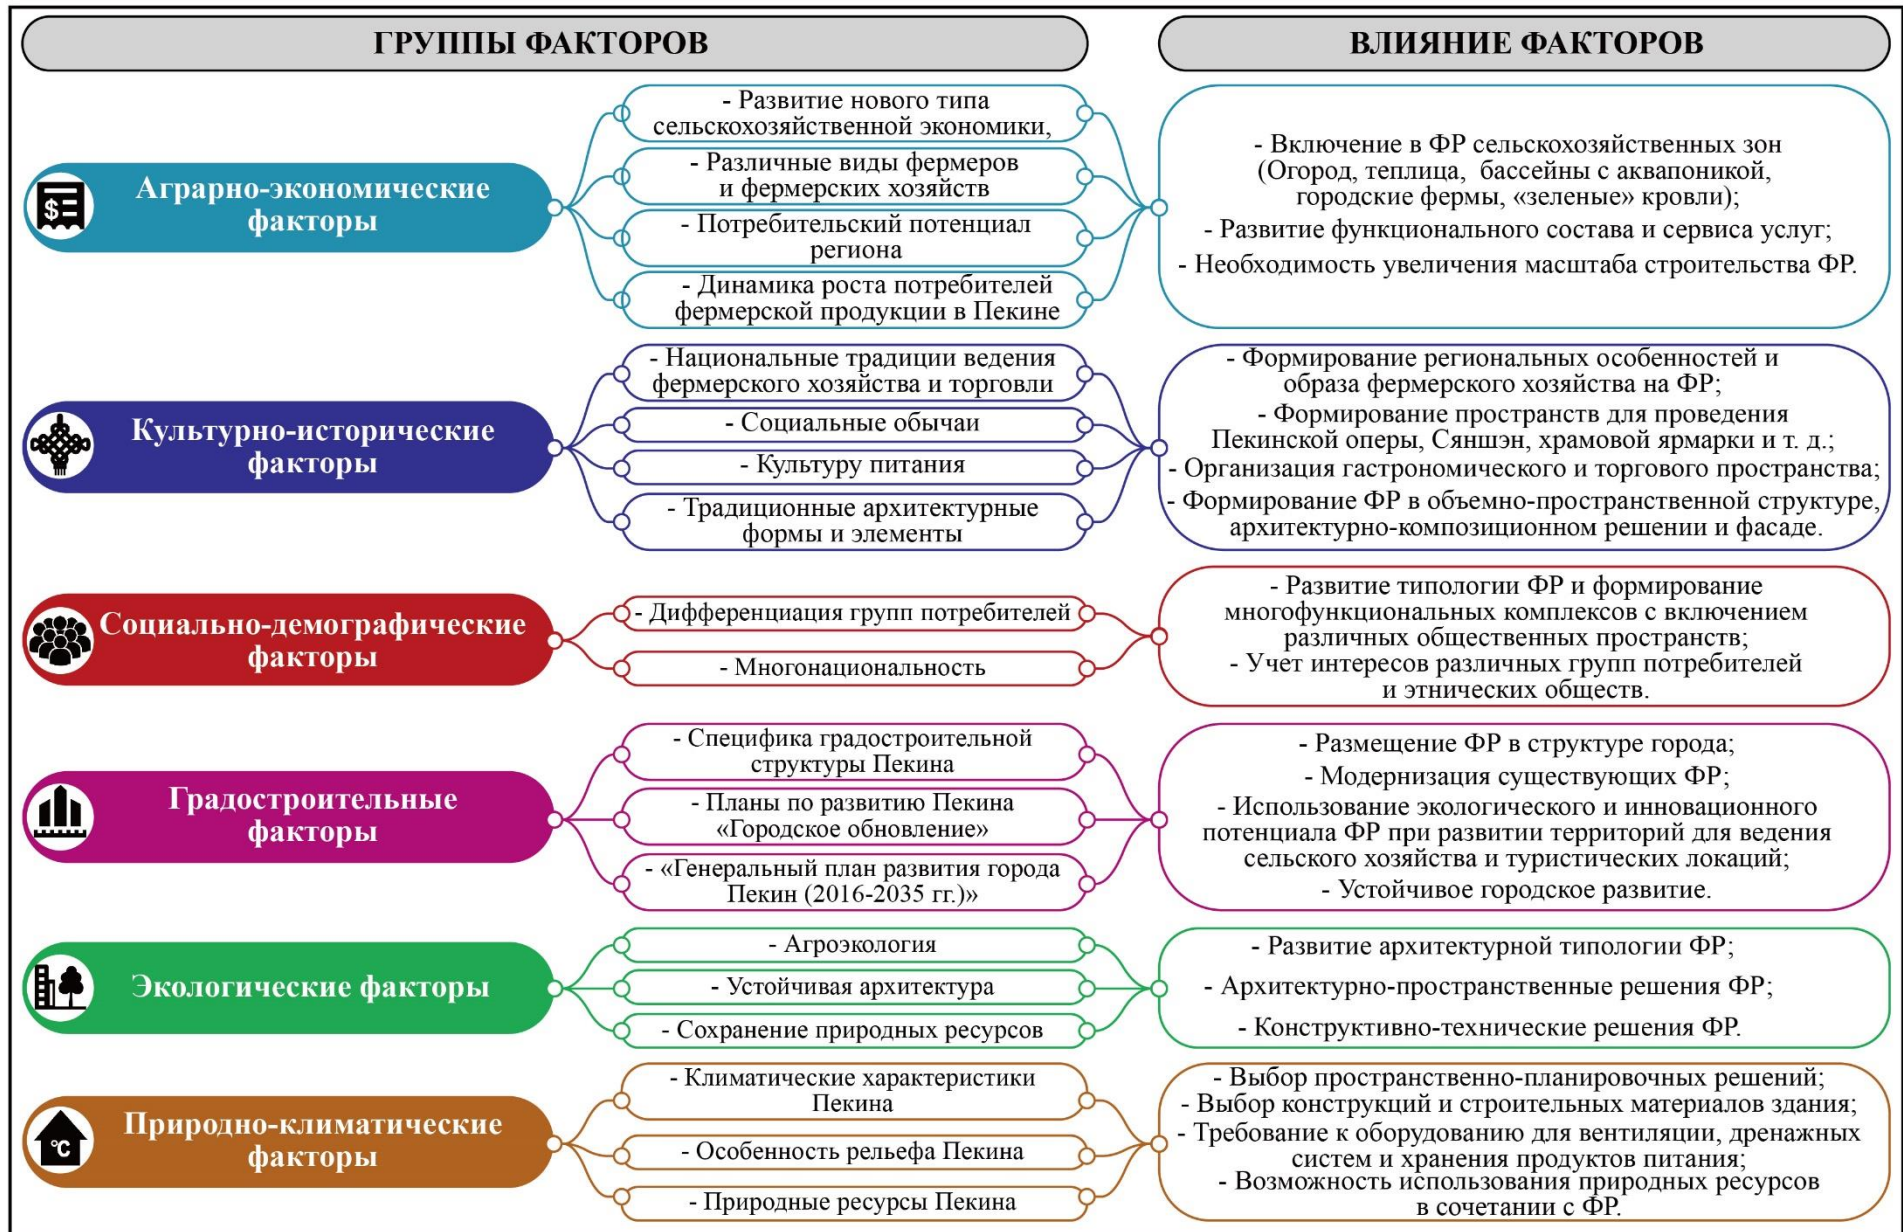 ГРУППЫ ФАКТОРОВ
ВЛИЯНИЕ ФАКТОРОВ
$
Аграрно-экономические
факторы
- Развитие нового типа
сельскохозяйственной экономики,
- Различные виды фермеров
и фермерских хозяйств
- Потребительский потенциал
региона
- Динамика роста потребителей
фермерской продукции в Пекине
- Включение в ФР сельскохозяйственных зон
(Огород, теплица, бассейны с аквапоникой,
городские фермы, «зеленые» кровли);
- Развитие функционального состава и сервиса услуг;
- Необходимость увеличения масштаба строительства ФР.
Культурно-исторические
факторы
- Национальные традиции ведения
фермерского хозяйства и торговли
- Социальные обычаи
- Культуру питания
- Традиционные архитектурные
формы и элементы
- Формирование региональных особенностей и
образа фермерского хозяйства на ФР;
- Формирование пространств для проведения
Пекинской оперы, Сяншэн, храмовой ярмарки и т. д.;
- Организация гастрономического и торгового пространства;
- Формирование ФР в объемно-пространственной структуре,
архитектурно-композиционном решении и фасаде.
Социально-демографические
факторы
- Дифференциация групп потребителей
- Многонациональность
- Развитие типологии ФР и формирование
многофункциональных комплексов с включением
различных общественных пространств;
- Учет интересов различных групп потребителей
и этнических обществ.
Градостроительные
факторы
- Специфика градостроительной
структуры Пекина
- Планы по развитию Пекина
«Городское обновление»
- «Генеральный план развития города
Пекин (2016-2035 гг.)»
- Размещение ФР в структуре города;
- Модернизация существующих ФР;
- Использование экологического и инновационного
потенциала ФР при развитии территорий для ведения
сельского хозяйства и туристических локаций;
- Устойчивое городское развитие.
Экологические факторы
- Агроэкология
- Устойчивая архитектура
- Сохранение природных ресурсов
- Развитие архитектурной типологии ФР;
- Архитектурно-пространственные решения ФР;
- Конструктивно-технические решения ФР.
°C
Природно-климатические
факторы
- Климатические характеристики
Пекина
- Особенность рельефа Пекина
- Природные ресурсы Пекина
- Выбор пространственно-планировочных решений;
- Выбор конструкций и строительных материалов здания;
- Требование к оборудованию для вентиляции, дренажных
систем и хранения продуктов питания;
- Возможность использования природных ресурсов
в сочетании с ФР.